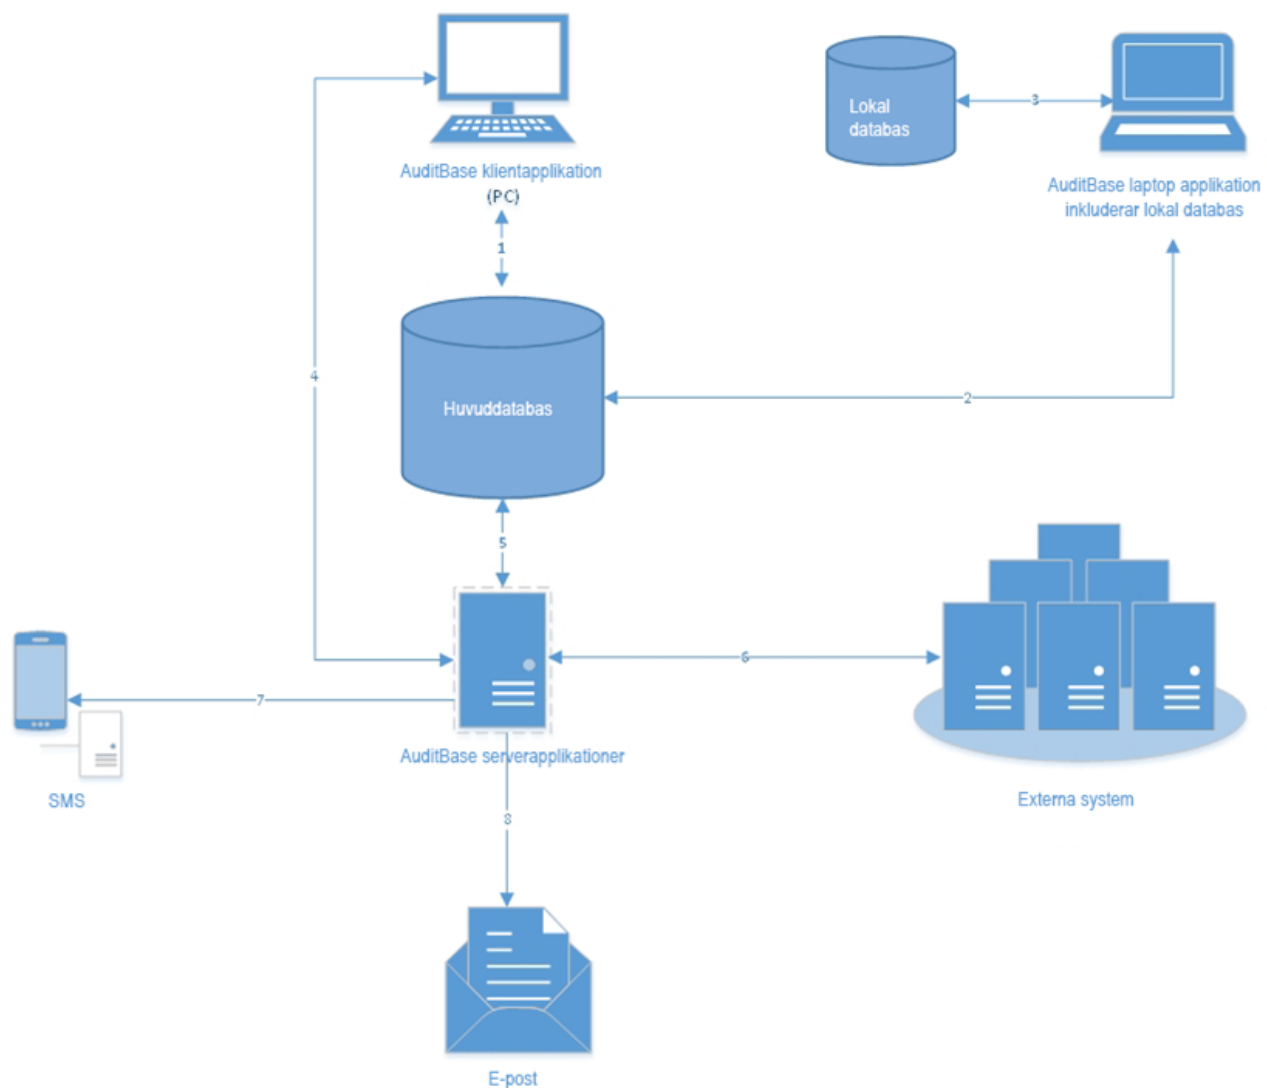 Lokal
databas
3
AuditBase klientapplikation
(PC)
AuditBase laptop applikation
inkluderar lokal databas
1
4
Huvuddatabas
2
5
6
7
AuditBase serverapplikationer
SMS
Externa system
8
E-post